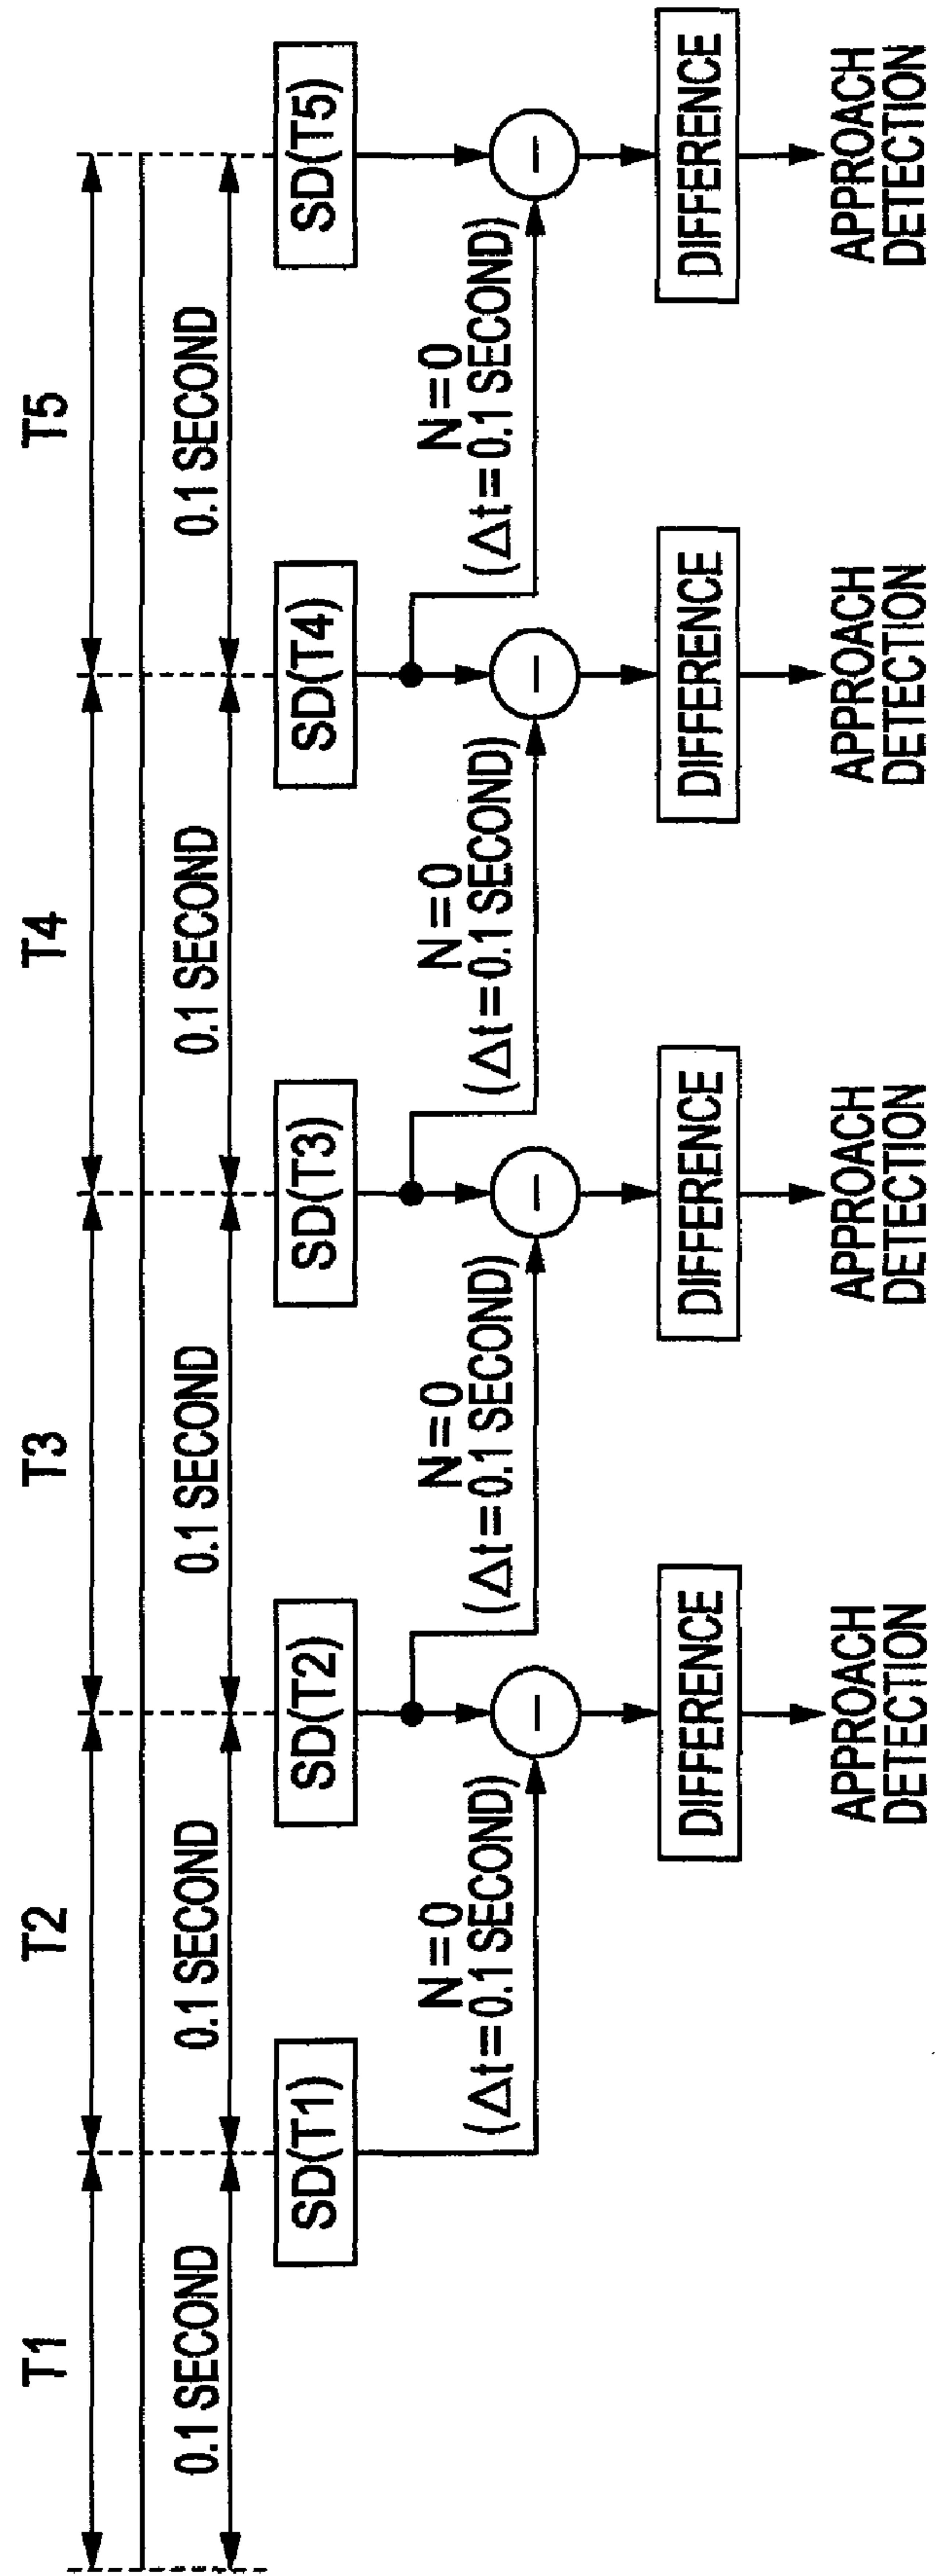 T1
T2
T3
T4
T5
0.1 SECOND
0.1 SECOND
0.1 SECOND
0.1 SECOND
0.1 SECOND
SD(T1)
SD(T2)
SD(T3)
SD(T4)
SD(T5)
N=0
(Δt=0.1 SECOND)
N=0
(Δt=0.1 SECOND)
N=0
(Δt=0.1 SECOND)
N=0
(Δt=0.1 SECOND)
−
−
−
−
DIFFERENCE
DIFFERENCE
DIFFERENCE
DIFFERENCE
APPROACH
DETECTION
APPROACH
DETECTION
APPROACH
DETECTION
APPROACH
DETECTION